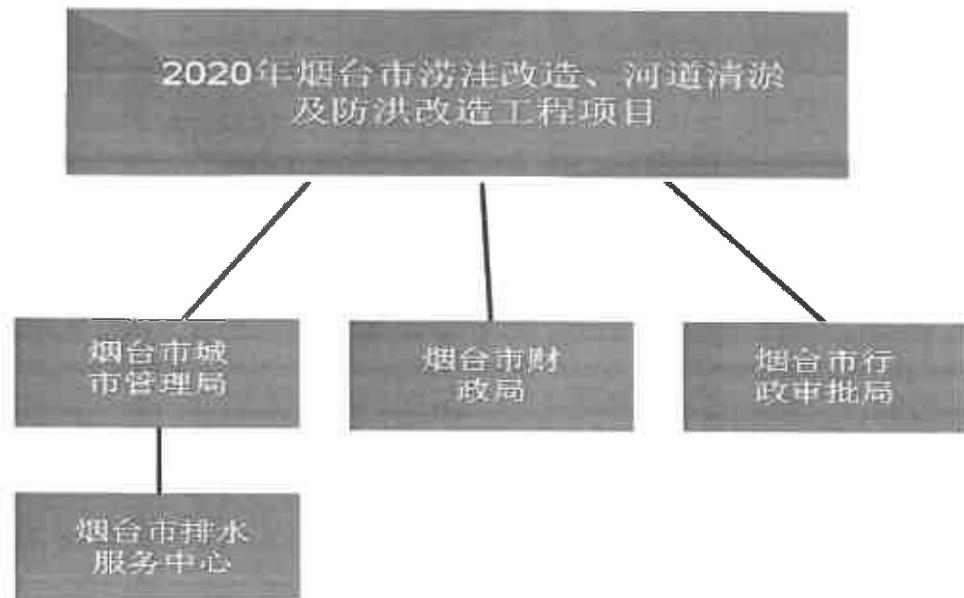 2020年烟台市涝洼改造、河道清淤
及防洪改造工程项目
烟台市城
市管理局
烟台市财
政局
烟台市行
政审批局
烟台市排水
服务中心